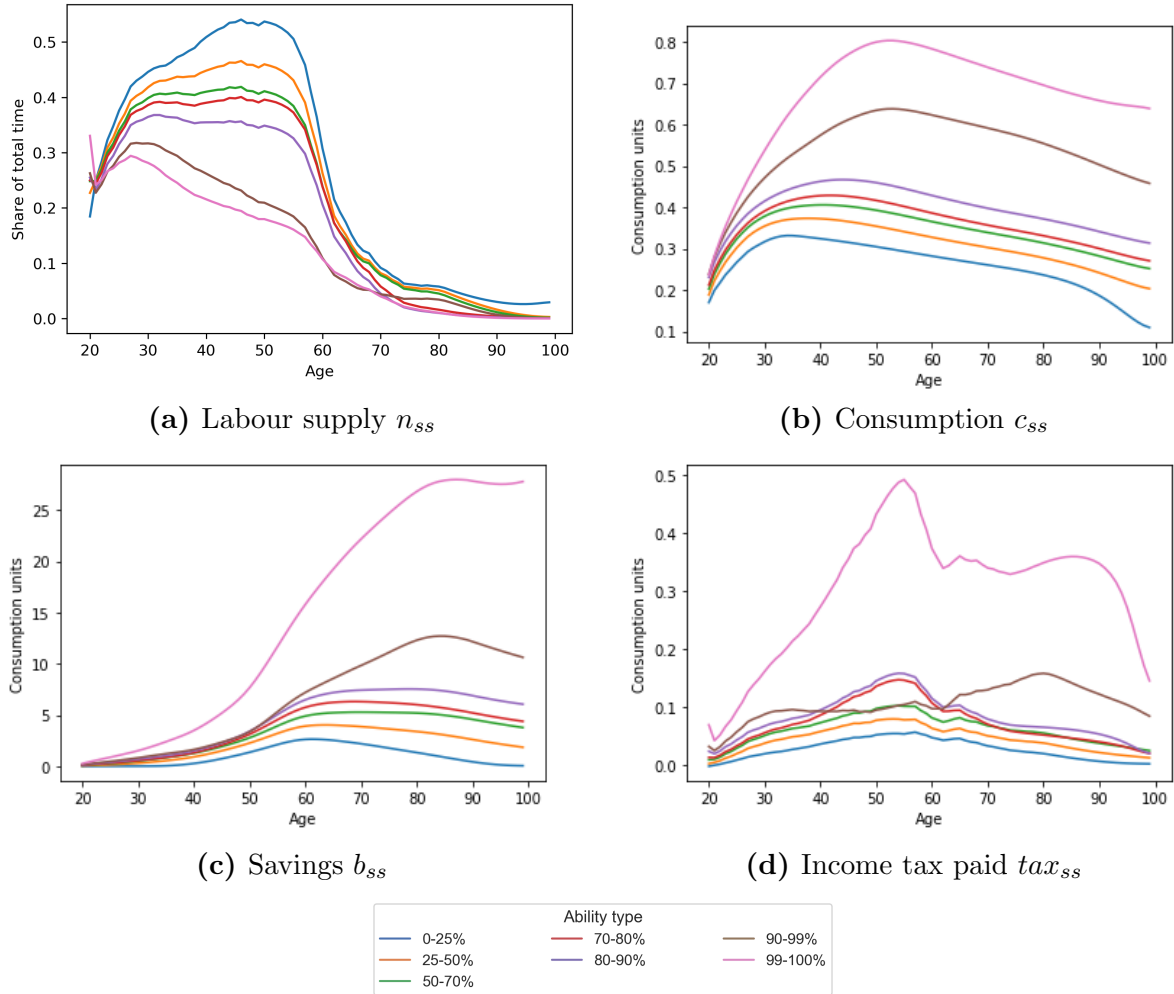 0.5
0.4
0.3
0.2
0.1
0.0
Share of total time
20 30 40 50 60 70 80 90 100
Age
(a) Labour supply n_ss
0.8
0.7
0.6
0.5
0.4
0.3
0.2
0.1
Consumption units
20 30 40 50 60 70 80 90 100
Age
(b) Consumption c_ss
25
20
15
10
5
0
Consumption units
20 30 40 50 60 70 80 90 100
Age
(c) Savings b_ss
0.5
0.4
0.3
0.2
0.1
0.0
Consumption units
20 30 40 50 60 70 80 90 100
Age
(d) Income tax paid tax_ss
Ability type
0-25% 70-80% 90-99%
25-50% 80-90% 99-100%
50-70%